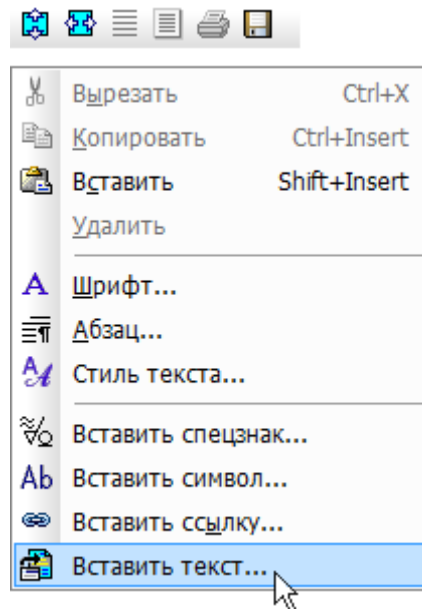 Вырезать Ctrl+X
Копировать Ctrl+Insert
Вставить Shift+Insert
Удалить
Шрифт...
Абзац...
Стиль текста...
Вставить спецзнак...
Вставить символ...
Вставить ссылку...
Вставить текст...